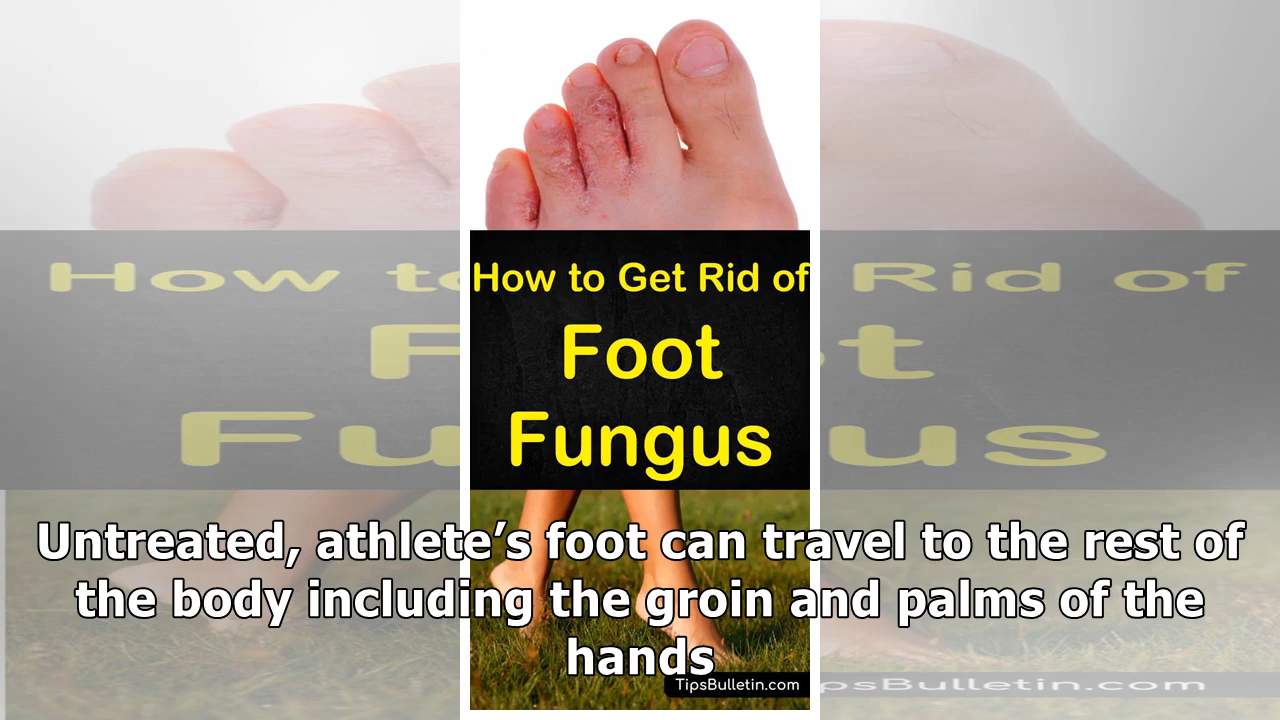 How to Get Rid of
Foot
Fungus
Untreated, athlete’s foot can travel to the rest of
the body including the groin and palms of the
hands
TipsBulletin.com